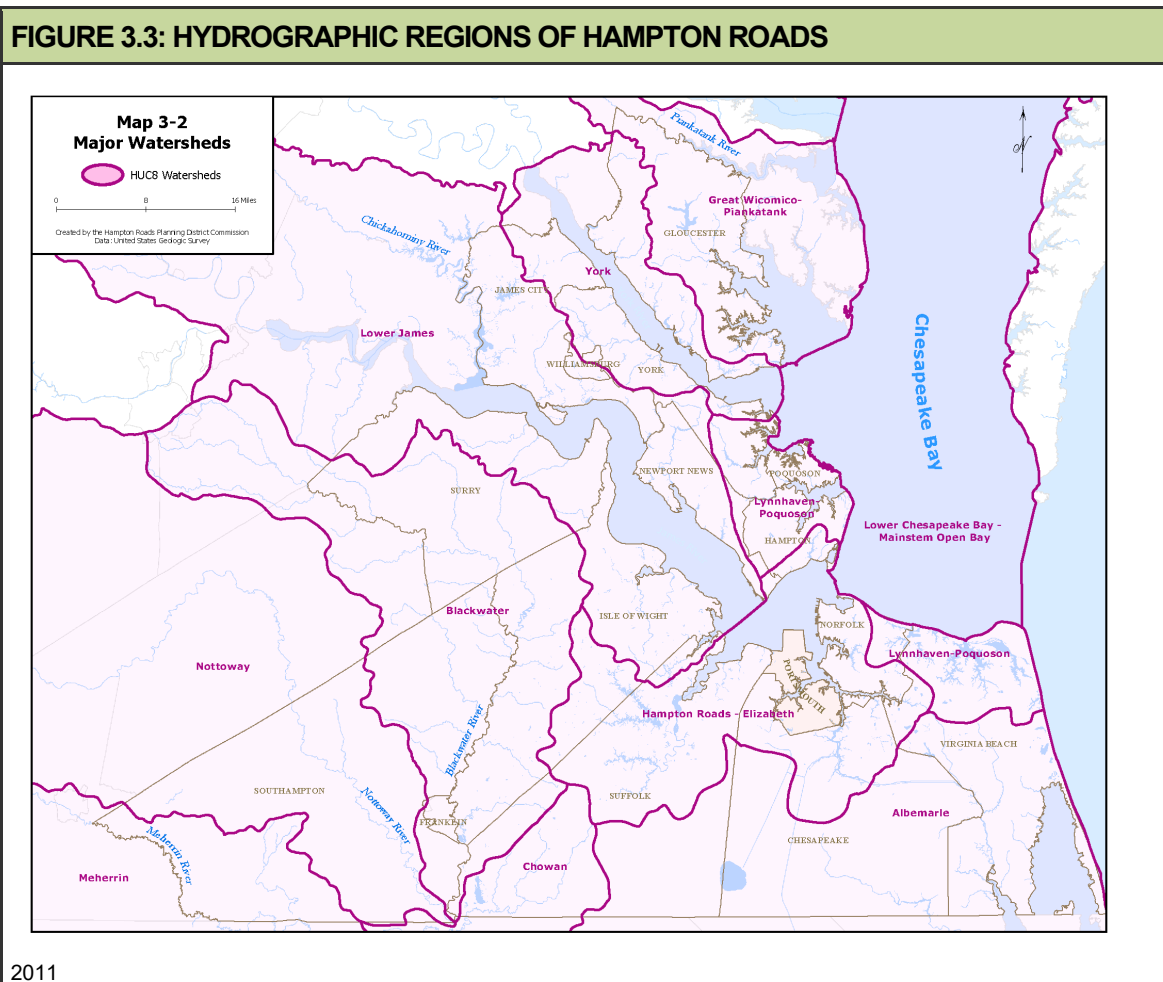 FIGURE 3.3: HYDROGRAPHIC REGIONS OF HAMPTON ROADS
Map 3-2
Major Watersheds
HUC8 Watersheds
0 8 16 Miles
Created by the Hampton Roads Planning District Commission
Data: United States Geologic Survey
N
Piankatank River
Great Wicomico-
Piankatank
GLOUCESTER
Chickahominy River
York
JAMES CITY
Lower James
WILLIAMSBURG
YORK
Chesapeake Bay
NEWPORT NEWS
POQUOSON
SURRY
Lynnhaven-
Poquoson
HAMPTON
Lower Chesapeake Bay -
Mainstem Open Bay
Blackwater
ISLE OF WIGHT
NORFOLK
Nottoway
Lynnhaven-Poquoson
PORTSMOUTH
Hampton Roads - Elizabeth
Blackwater River
VIRGINIA BEACH
SOUTHAMPTON
SUFFOLK
Nottoway River
FRANKLIN
Albemarle
CHESAPEAKE
Meherrin River
Chowan
Meherrin
2011